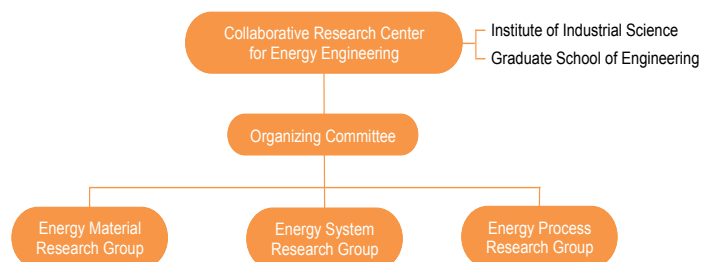 Collaborative Research Center
for Energy Engineering
Institute of Industrial Science
Graduate School of Engineering
Organizing Committee
Energy Material
Research Group
Energy System
Research Group
Energy Process
Research Group